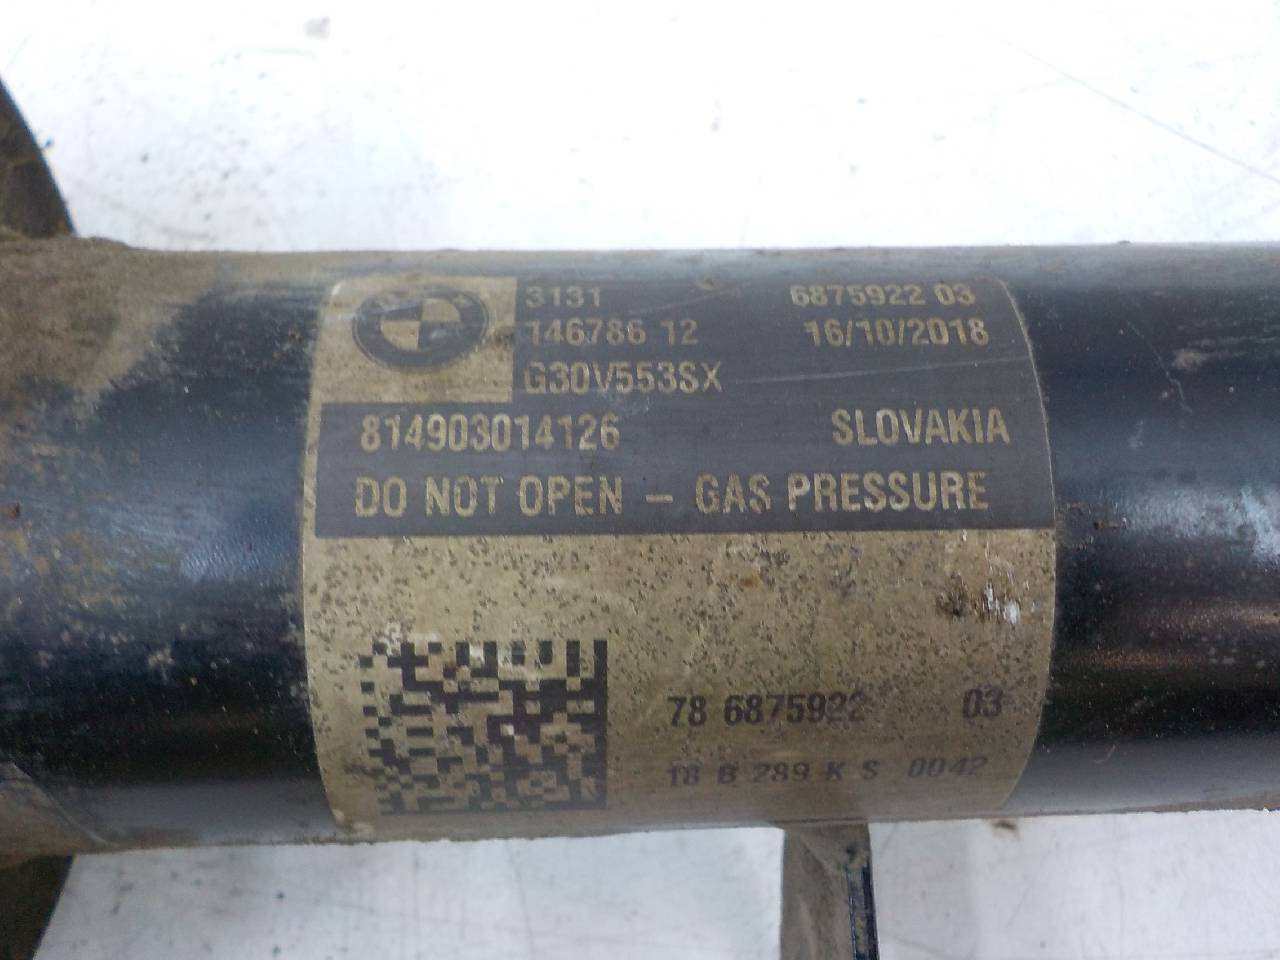 3131 6875922 03
146786 12 16/10/2018
G30V553SX
814903014126 SLOVAKIA
DO NOT OPEN – GAS PRESSURE
78 6875922 03
18 B 289 K S 0042